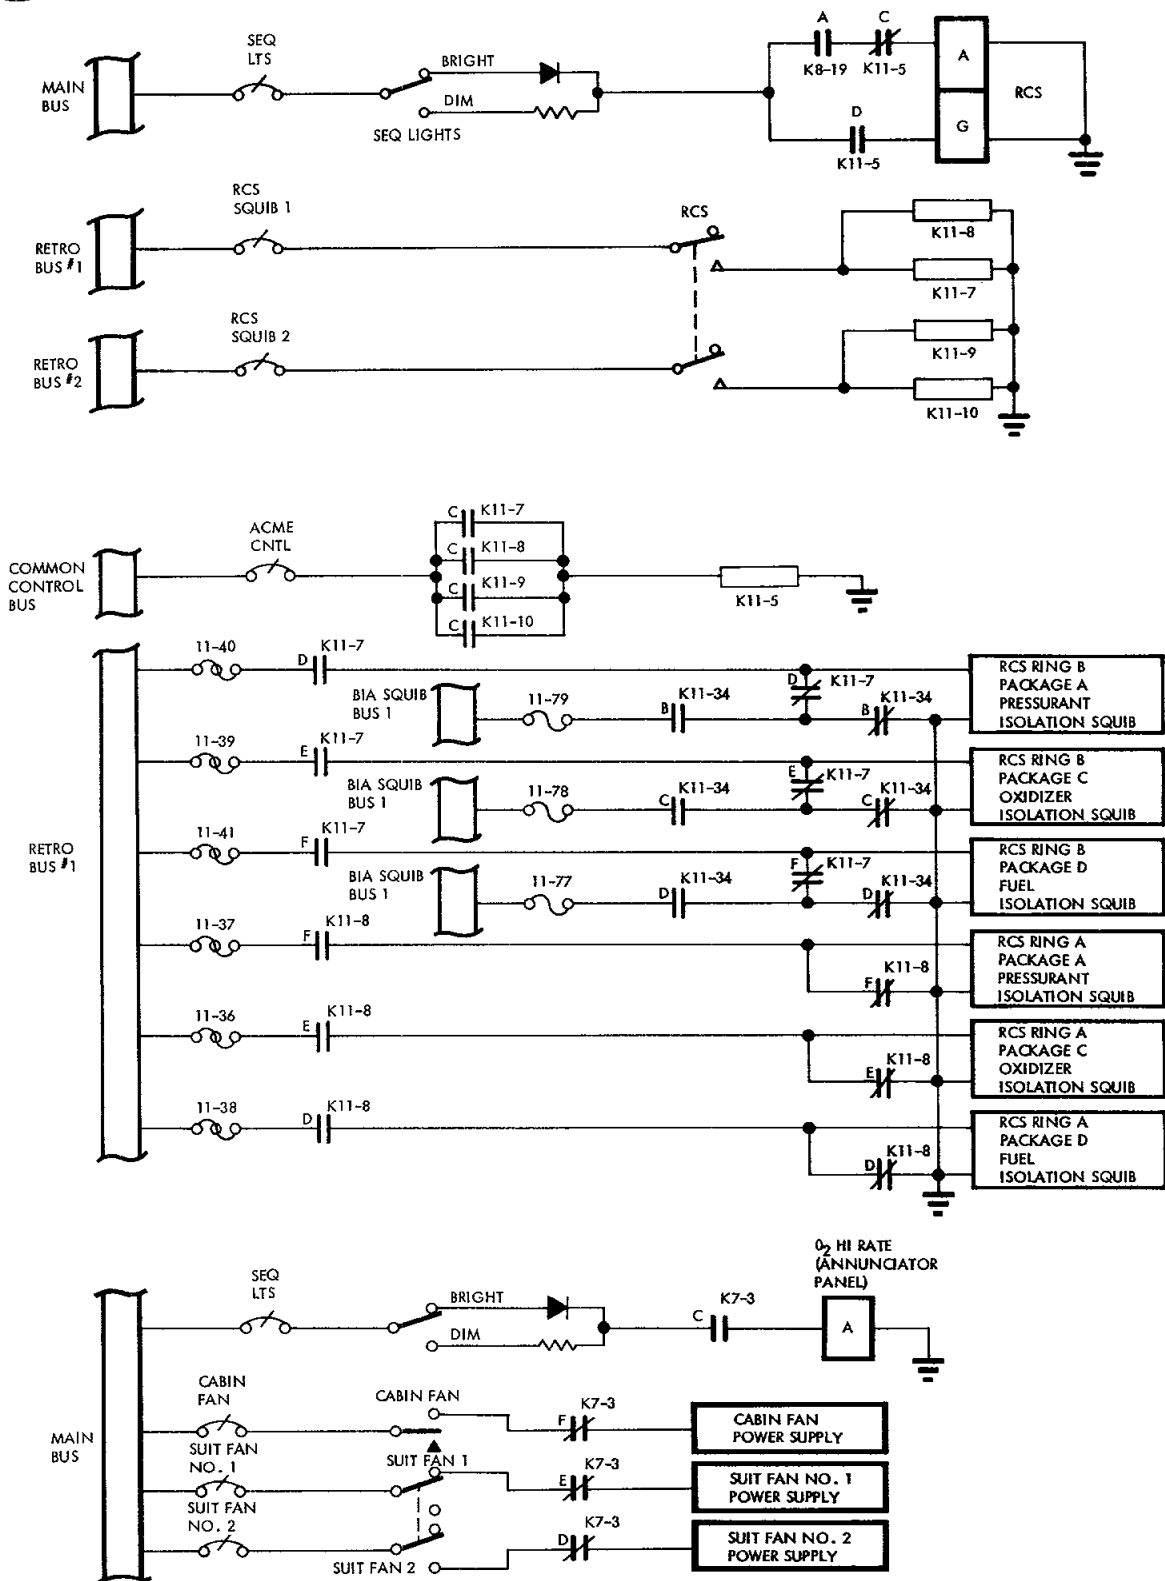 SEQ
LTS
MAIN
BUS
BRIGHT
DIM
SEQ LIGHTS
A
C
K8-19
K11-5
D
K11-5
A
G
RCS
RETRO
BUS #1
RCS
SQUIB 1
RCS
K11-8
K11-7
RETRO
BUS #2
RCS
SQUIB 2
K11-9
K11-10
COMMON
CONTROL
BUS
ACME
CNTL
C
K11-7
C
K11-8
C
K11-9
C
K11-10
K11-5
RETRO
BUS #1
11-40
D
K11-7
BIA SQUIB
BUS 1
11-79
B
K11-34
D
K11-7
B
K11-34
RCS RING B
PACKAGE A
PRESSURANT
ISOLATION SQUIB
11-39
E
K11-7
BIA SQUIB
BUS 1
11-78
C
K11-34
E
K11-7
C
K11-34
RCS RING B
PACKAGE C
OXIDIZER
ISOLATION SQUIB
11-41
F
K11-7
BIA SQUIB
BUS 1
11-77
D
K11-34
F
K11-7
D
K11-34
RCS RING B
PACKAGE D
FUEL
ISOLATION SQUIB
11-37
F
K11-8
F
K11-8
RCS RING A
PACKAGE A
PRESSURANT
ISOLATION SQUIB
11-36
E
K11-8
E
K11-8
RCS RING A
PACKAGE C
OXIDIZER
ISOLATION SQUIB
11-38
D
K11-8
D
K11-8
RCS RING A
PACKAGE D
FUEL
ISOLATION SQUIB
MAIN
BUS
SEQ
LTS
BRIGHT
DIM
C
K7-3
O2 HI RATE
(ANNUNCIATOR
PANEL)
A
CABIN
FAN
CABIN FAN
F
K7-3
CABIN FAN
POWER SUPPLY
SUIT FAN
NO. 1
SUIT FAN 1
E
K7-3
SUIT FAN NO. 1
POWER SUPPLY
SUIT FAN
NO. 2
SUIT FAN 2
D
K7-3
SUIT FAN NO. 2
POWER SUPPLY